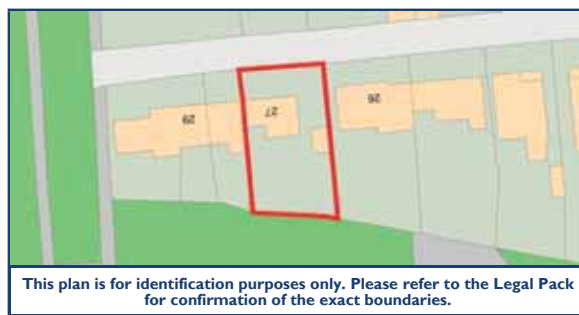 29
27
26
This plan is for identification purposes only. Please refer to the Legal Pack
for confirmation of the exact boundaries.